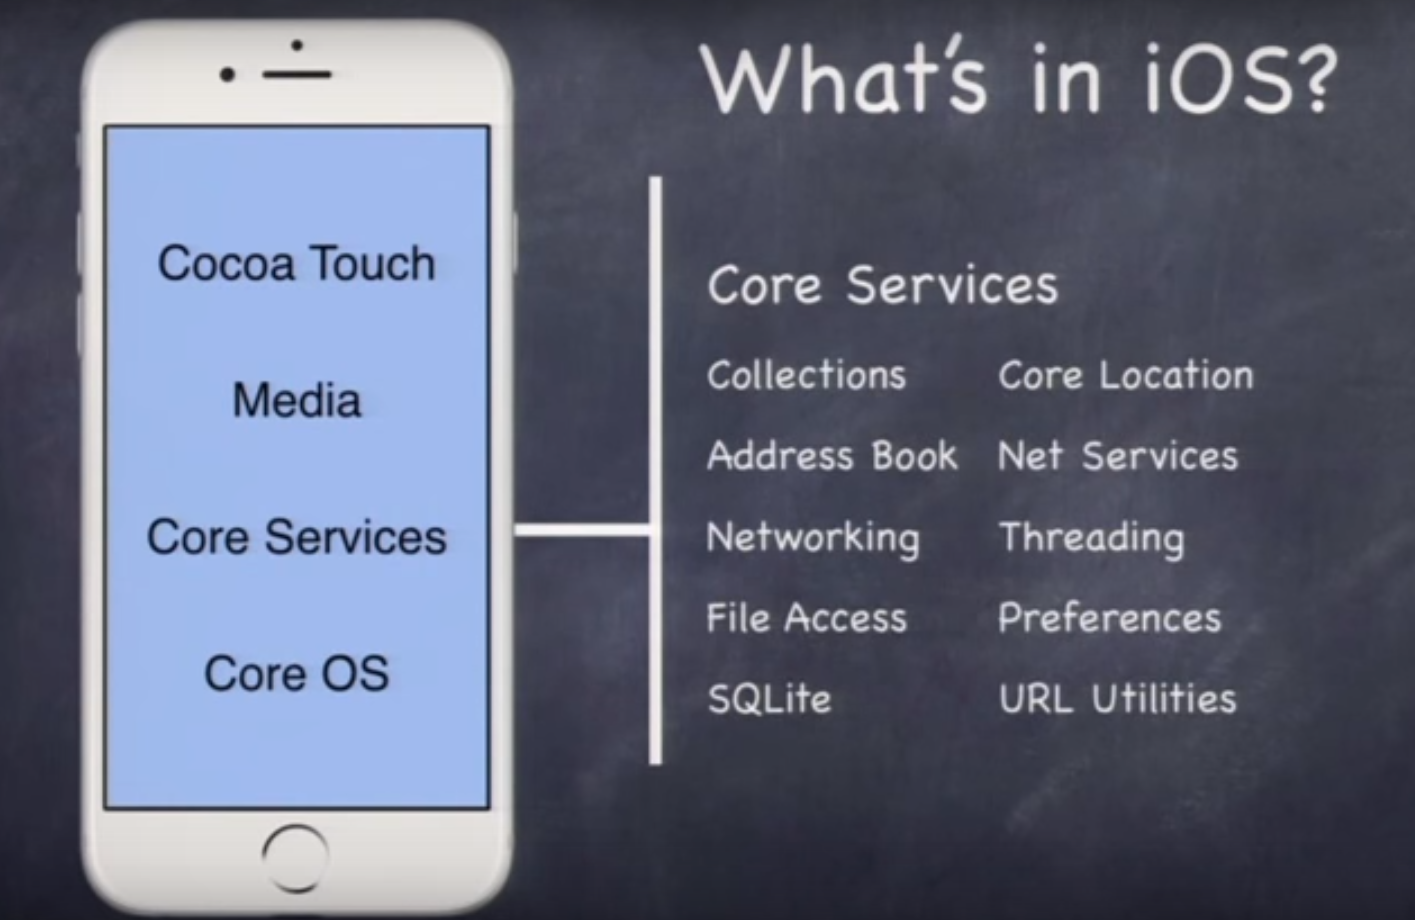 What's in iOS?
Cocoa Touch
Media
Core Services
Core OS
Core Services
Collections Core Location
Address Book Net Services
Networking Threading
File Access Preferences
SQLite URL Utilities